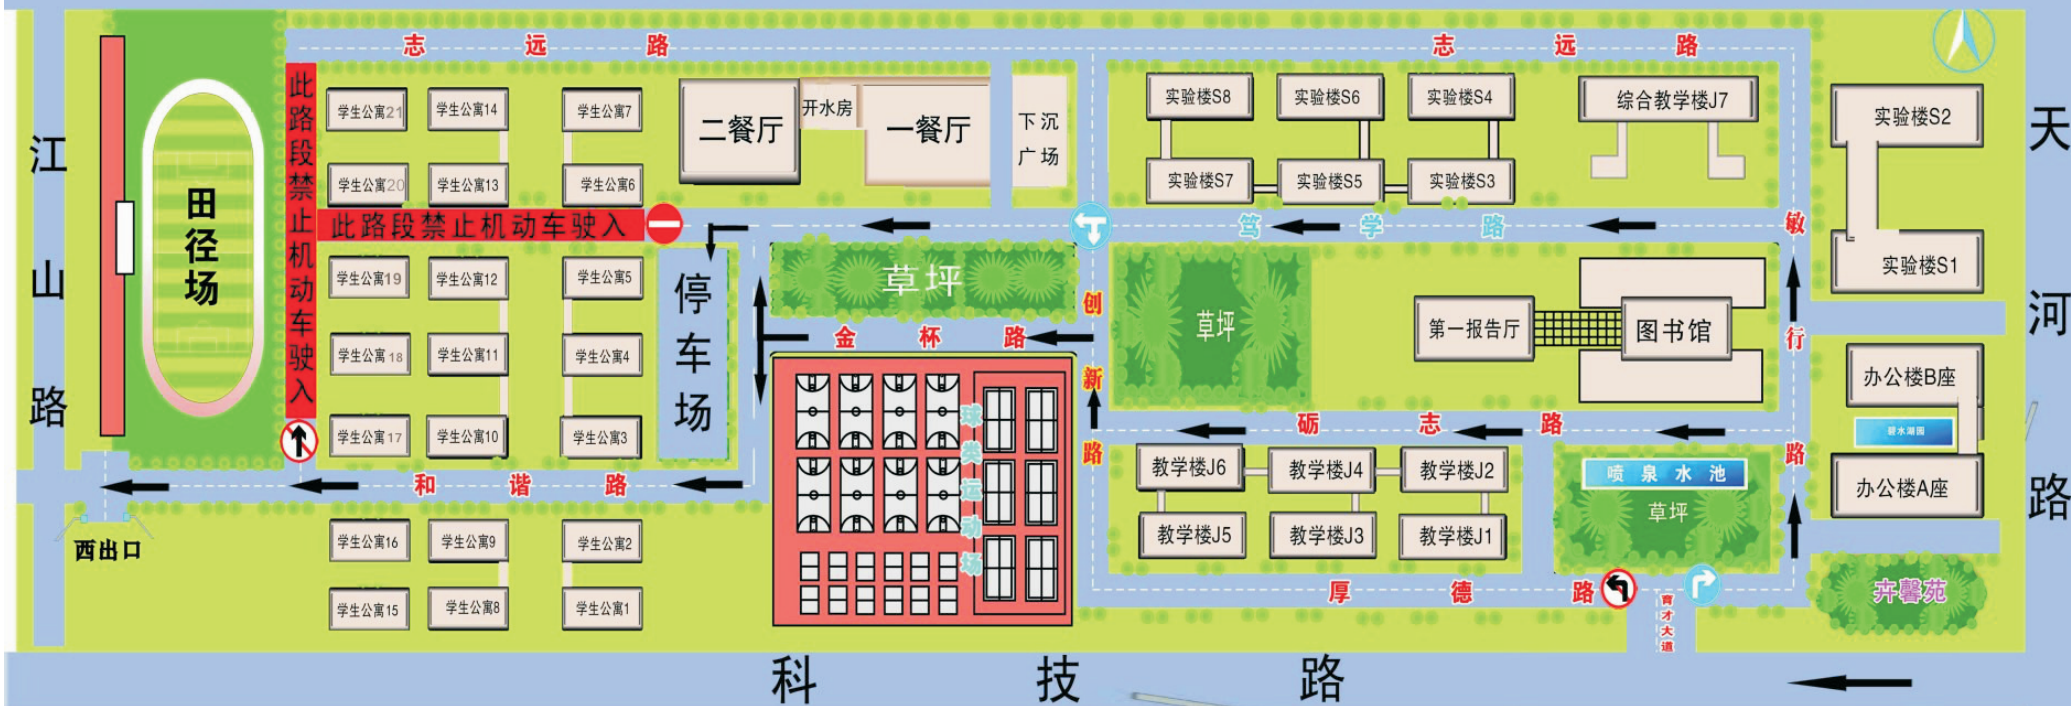 志远路
志远路
江山路
田径场
此路段禁止机动车驶入
学生公寓21
学生公寓14
学生公寓7
学生公寓20
学生公寓13
学生公寓6
此路段禁止机动车驶入
学生公寓19
学生公寓12
学生公寓5
学生公寓18
学生公寓11
学生公寓4
学生公寓17
学生公寓10
学生公寓3
和谐路
学生公寓16
学生公寓9
学生公寓2
学生公寓15
学生公寓8
学生公寓1
西出口
二餐厅
开水房
一餐厅
下沉
广场
停车场
草坪
金杯路
球类运动场
创新路
实验楼S8
实验楼S6
实验楼S4
综合教学楼J7
实验楼S7
实验楼S5
实验楼S3
笃学路
草坪
第一报告厅
图书馆
砺志路
教学楼J6
教学楼J4
教学楼J2
教学楼J5
教学楼J3
教学楼J1
喷泉水池
草坪
厚德路
育才大道
敏行路
实验楼S2
实验楼S1
办公楼B座
碧水湖园
办公楼A座
卉馨苑
天河路
科技路